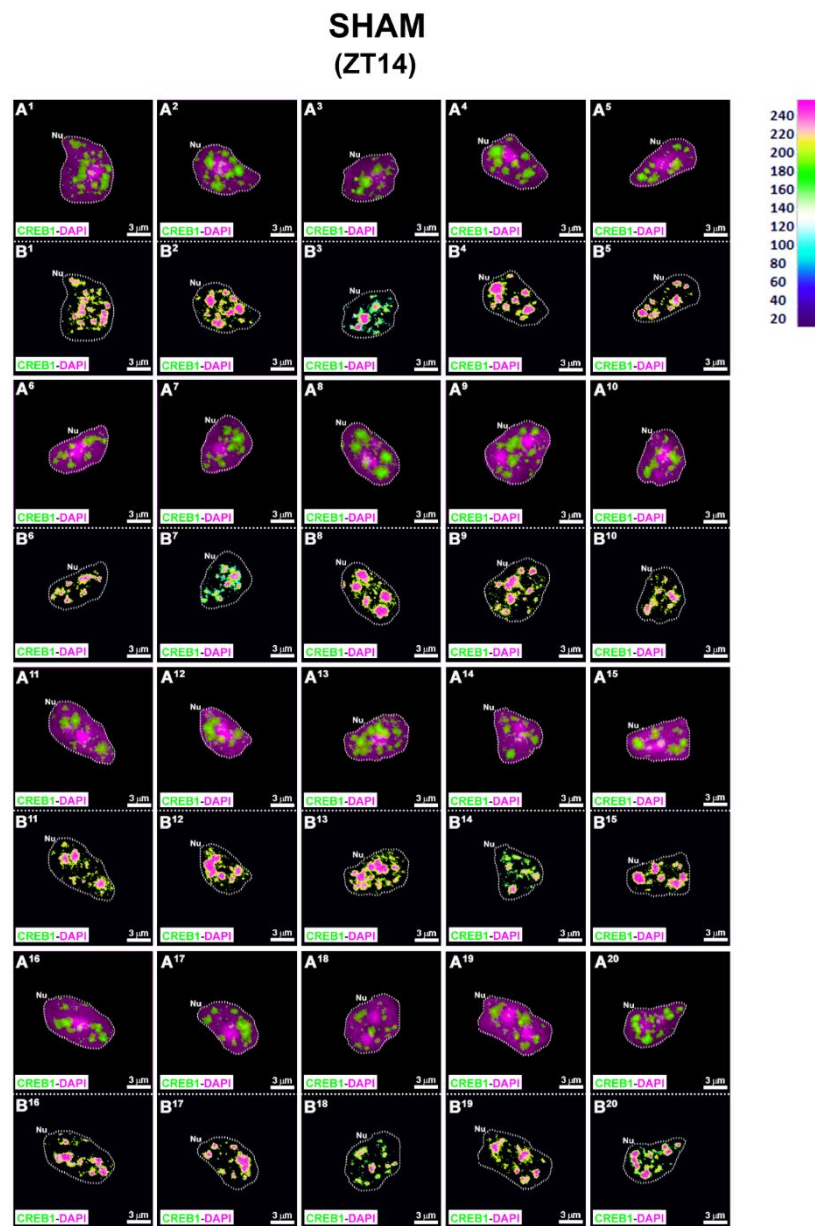 SHAM
(ZT14)
A1 A2 A3 A4 A5
Nu Nu Nu Nu Nu
CREB1-DAPI 3 μm CREB1-DAPI 3 μm CREB1-DAPI 3 μm CREB1-DAPI 3 μm CREB1-DAPI 3 μm
B1 B2 B3 B4 B5
Nu Nu Nu Nu Nu
CREB1-DAPI 3 μm CREB1-DAPI 3 μm CREB1-DAPI 3 μm CREB1-DAPI 3 μm CREB1-DAPI 3 μm
A6 A7 A8 A9 A10
Nu Nu Nu Nu Nu
CREB1-DAPI 3 μm CREB1-DAPI 3 μm CREB1-DAPI 3 μm CREB1-DAPI 3 μm CREB1-DAPI 3 μm
B6 B7 B8 B9 B10
Nu Nu Nu Nu Nu
CREB1-DAPI 3 μm CREB1-DAPI 3 μm CREB1-DAPI 3 μm CREB1-DAPI 3 μm CREB1-DAPI 3 μm
A11 A12 A13 A14 A15
Nu Nu Nu Nu Nu
CREB1-DAPI 3 μm CREB1-DAPI 3 μm CREB1-DAPI 3 μm CREB1-DAPI 3 μm CREB1-DAPI 3 μm
B11 B12 B13 B14 B15
Nu Nu Nu Nu Nu
CREB1-DAPI 3 μm CREB1-DAPI 3 μm CREB1-DAPI 3 μm CREB1-DAPI 3 μm CREB1-DAPI 3 μm
A16 A17 A18 A19 A20
Nu Nu Nu Nu Nu
CREB1-DAPI 3 μm CREB1-DAPI 3 μm CREB1-DAPI 3 μm CREB1-DAPI 3 μm CREB1-DAPI 3 μm
B16 B17 B18 B19 B20
Nu Nu Nu Nu Nu
CREB1-DAPI 3 μm CREB1-DAPI 3 μm CREB1-DAPI 3 μm CREB1-DAPI 3 μm CREB1-DAPI 3 μm
240
220
200
180
160
140
120
100
80
60
40
20